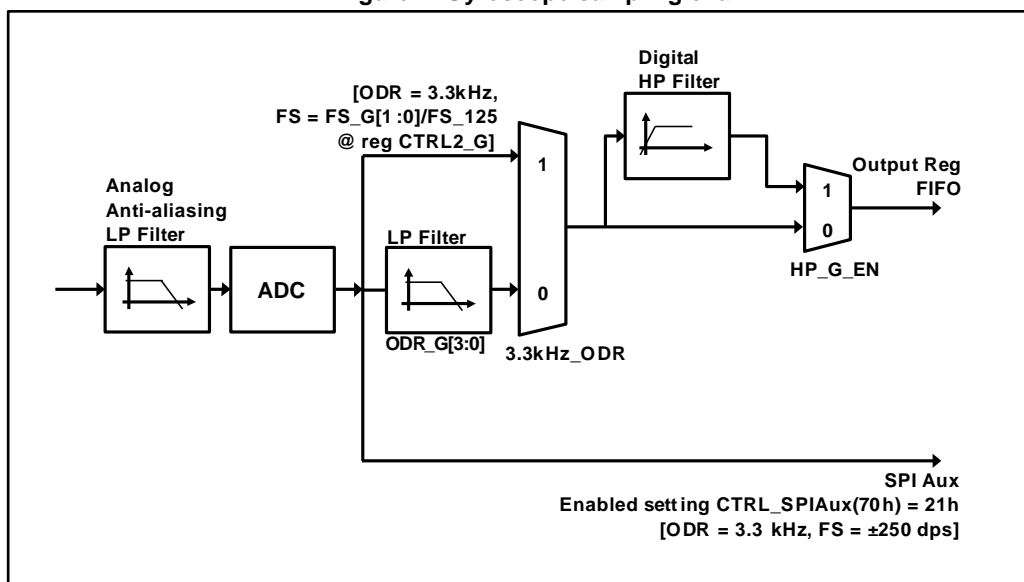 Digital
HP Filter
[ODR = 3.3kHz,
FS = FS_G[1:0]/FS_125
@ reg CTRL2_G]
1
Output Reg
FIFO
Analog
Anti-aliasing
LP Filter
LP Filter
1
0
HP_G_EN
ADC
0
ODR_G[3:0]
3.3kHz_ODR
SPI Aux
Enabled setting CTRL_SPIAux(70h) = 21h
[ODR = 3.3 kHz, FS = ±250 dps]